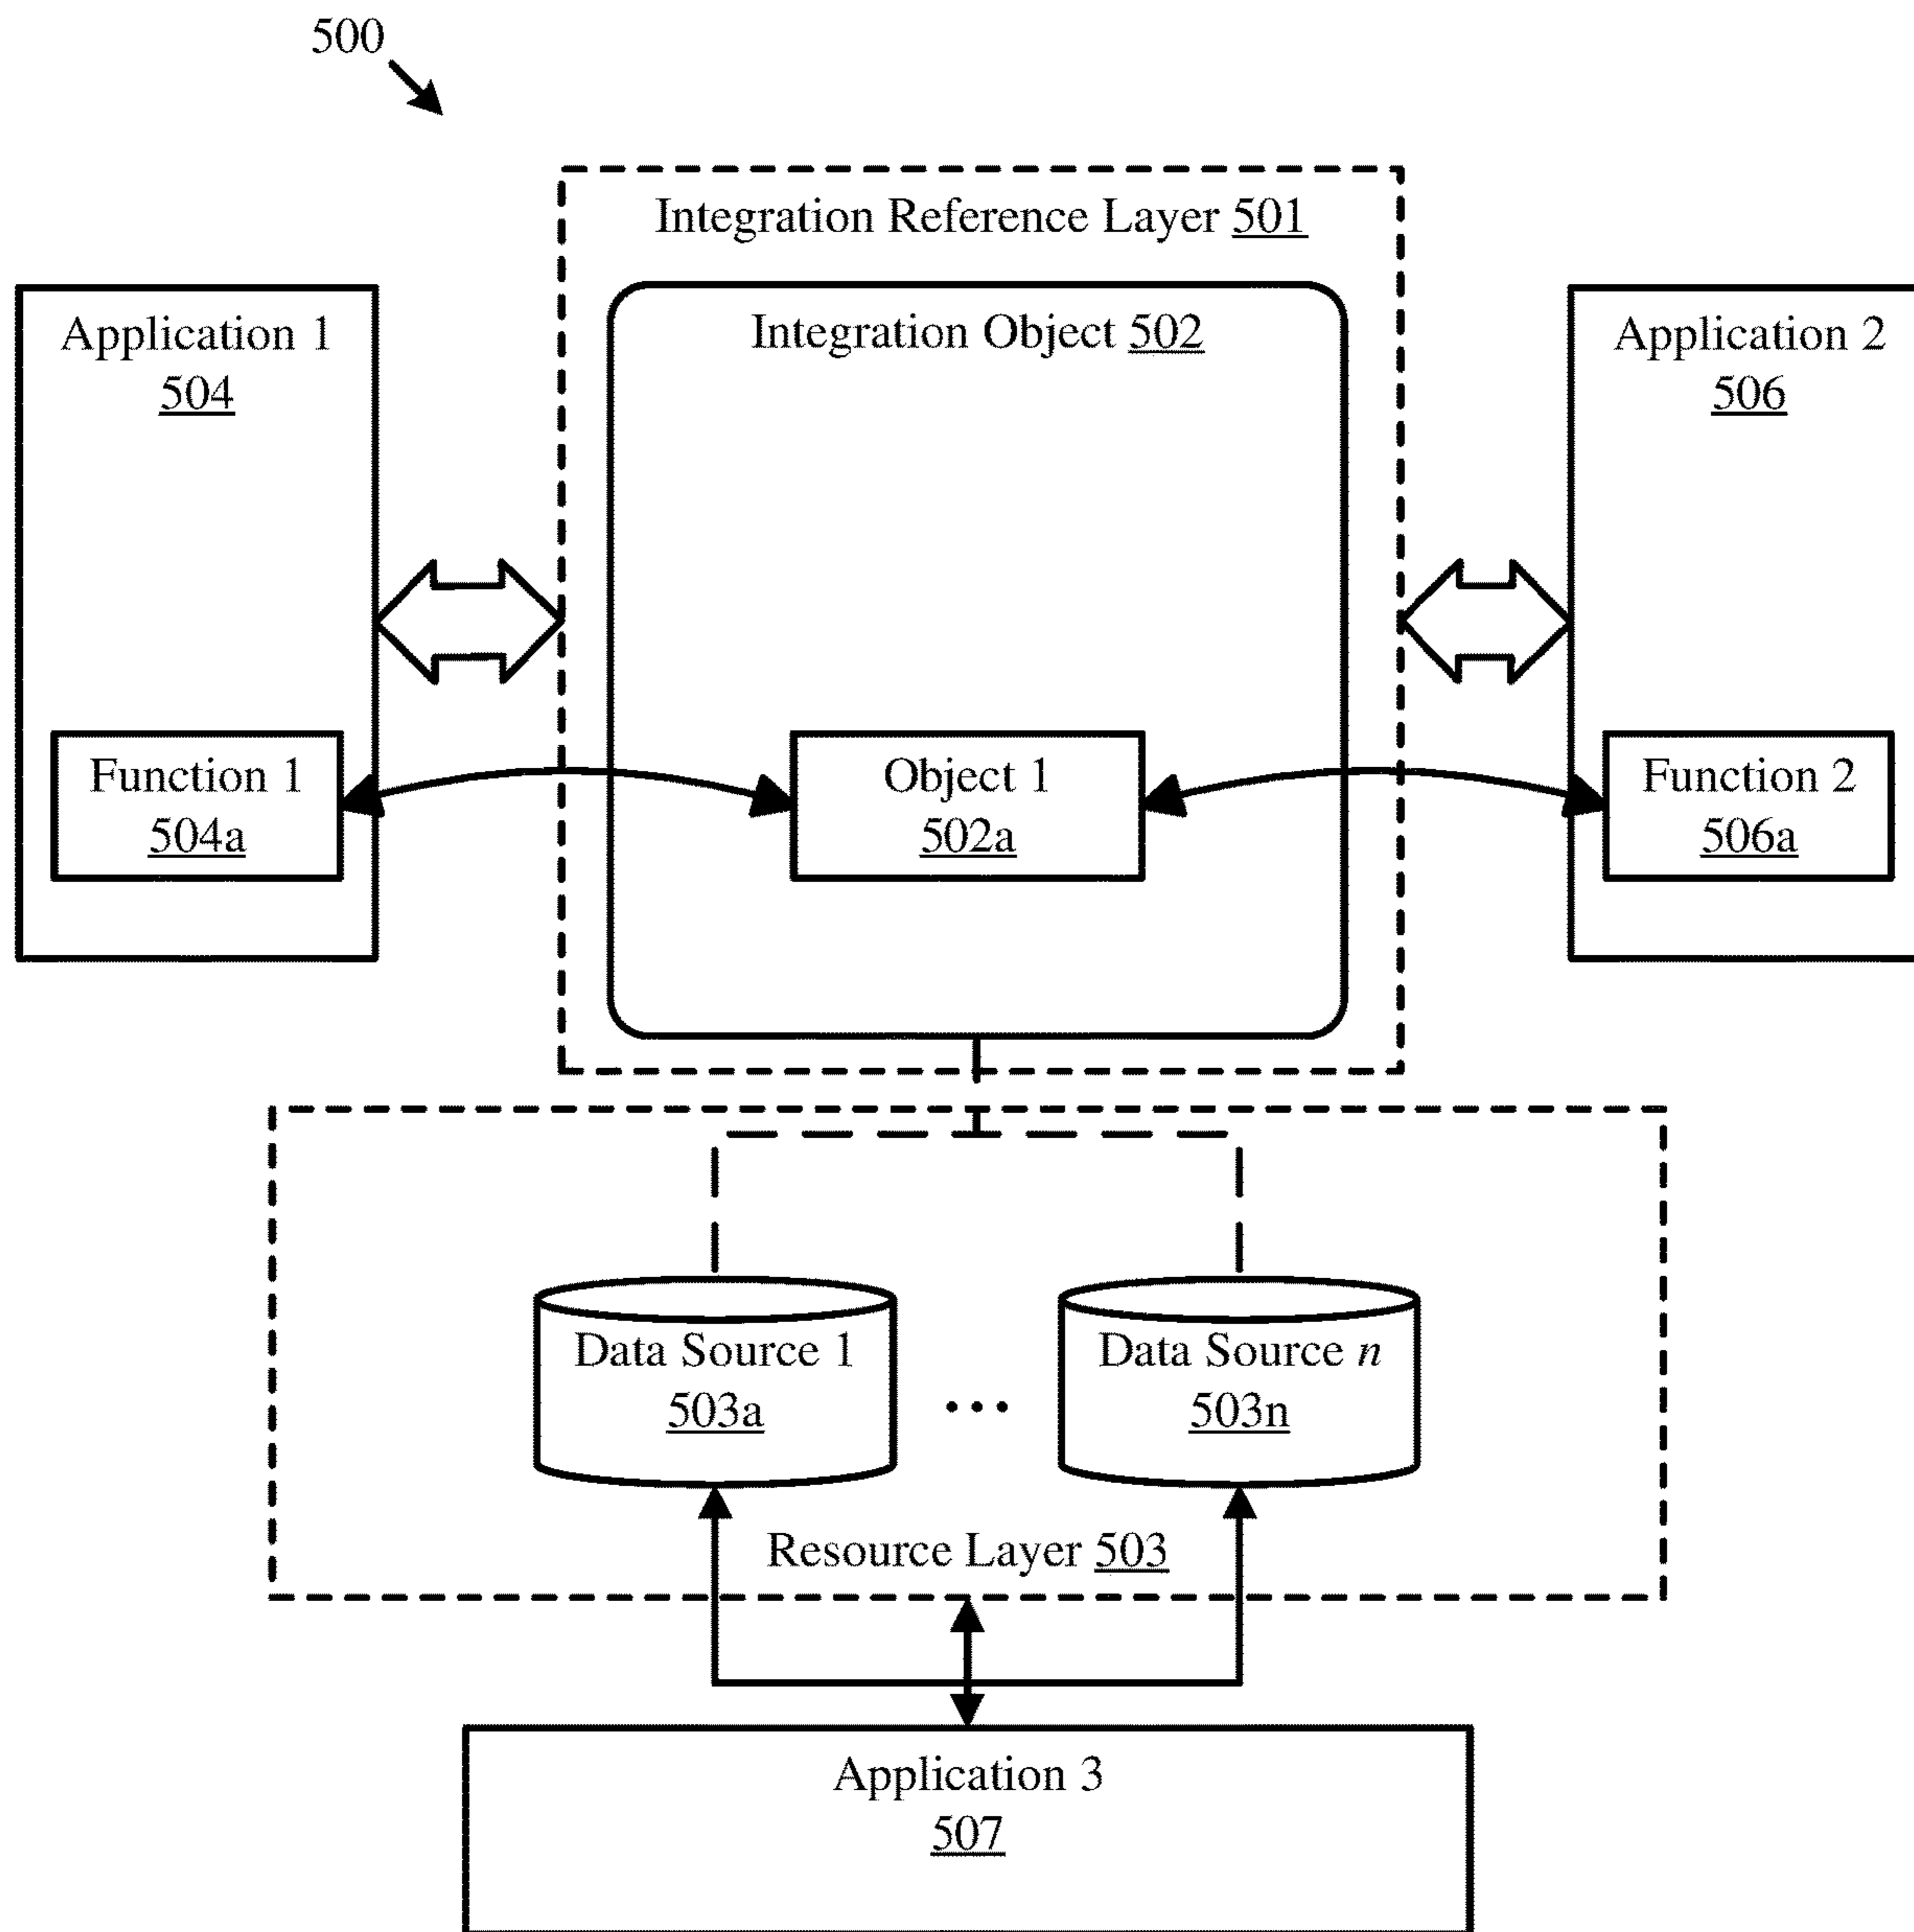 500
Integration Reference Layer 501
Application 1
504
Integration Object 502
Application 2
506
Function 1
504a
Object 1
502a
Function 2
506a
Data Source 1
503a
...
Data Source n
503n
Resource Layer 503
Application 3
507